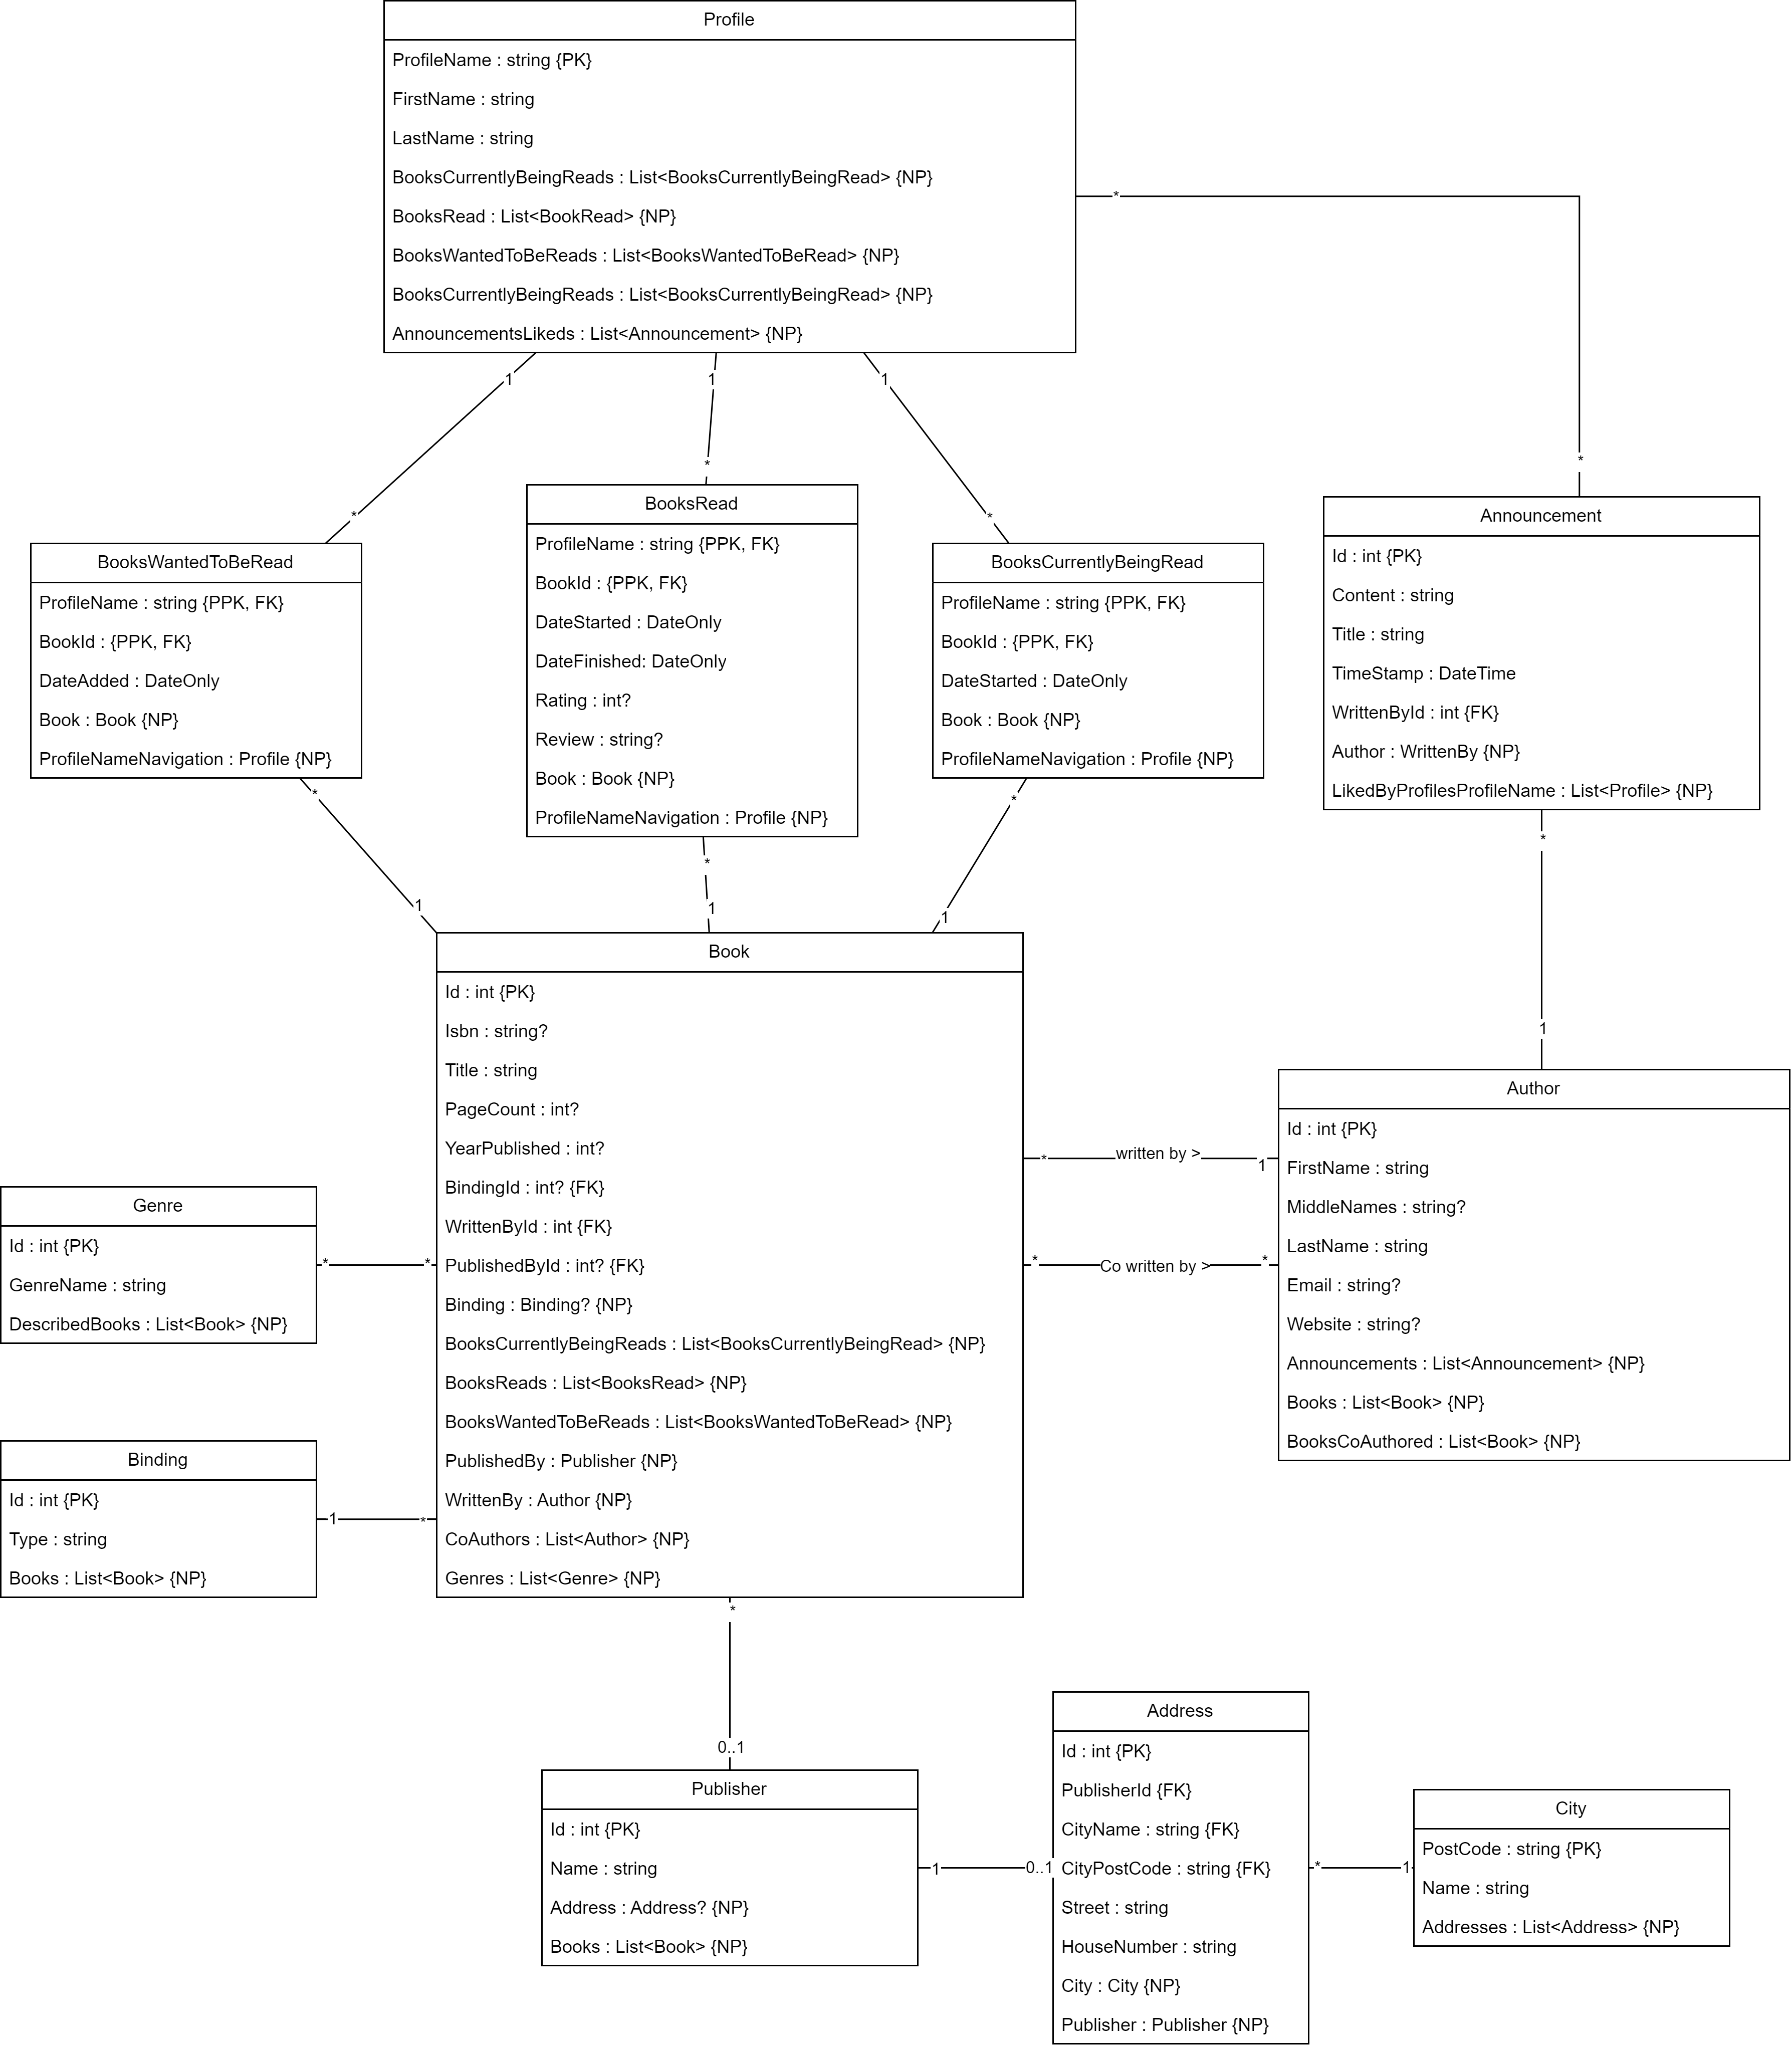 Profile
ProfileName : string {PK}
FirstName : string
LastName : string
BooksCurrentlyBeingReads : List<BooksCurrentlyBeingRead> {NP}
BooksRead : List<BookRead> {NP}
BooksWantedToBeReads : List<BooksWantedToBeRead> {NP}
BooksCurrentlyBeingReads : List<BooksCurrentlyBeingRead> {NP}
AnnouncementsLikeds : List<Announcement> {NP}
*
*
1
*
1
*
1
*
BooksWantedToBeRead
ProfileName : string {PPK, FK}
BookId : {PPK, FK}
DateAdded : DateOnly
Book : Book {NP}
ProfileNameNavigation : Profile {NP}
BooksRead
ProfileName : string {PPK, FK}
BookId : {PPK, FK}
DateStarted : DateOnly
DateFinished: DateOnly
Rating : int?
Review : string?
Book : Book {NP}
ProfileNameNavigation : Profile {NP}
BooksCurrentlyBeingRead
ProfileName : string {PPK, FK}
BookId : {PPK, FK}
DateStarted : DateOnly
Book : Book {NP}
ProfileNameNavigation : Profile {NP}
Announcement
Id : int {PK}
Content : string
Title : string
TimeStamp : DateTime
WrittenById : int {FK}
Author : WrittenBy {NP}
LikedByProfilesProfileName : List<Profile> {NP}
*
1
*
1
*
1
*
1
Book
Id : int {PK}
Isbn : string?
Title : string
PageCount : int?
YearPublished : int?
BindingId : int? {FK}
WrittenById : int {FK}
PublishedById : int? {FK}
Binding : Binding? {NP}
BooksCurrentlyBeingReads : List<BooksCurrentlyBeingRead> {NP}
BooksReads : List<BooksRead> {NP}
BooksWantedToBeReads : List<BooksWantedToBeRead> {NP}
PublishedBy : Publisher {NP}
WrittenBy : Author {NP}
CoAuthors : List<Author> {NP}
Genres : List<Genre> {NP}
* written by > 1
* Co written by > *
Author
Id : int {PK}
FirstName : string
MiddleNames : string?
LastName : string
Email : string?
Website : string?
Announcements : List<Announcement> {NP}
Books : List<Book> {NP}
BooksCoAuthored : List<Book> {NP}
Genre
Id : int {PK}
GenreName : string
DescribedBooks : List<Book> {NP}
* *
Binding
Id : int {PK}
Type : string
Books : List<Book> {NP}
1 *
*
0..1
Publisher
Id : int {PK}
Name : string
Address : Address? {NP}
Books : List<Book> {NP}
1 0..1
Address
Id : int {PK}
PublisherId {FK}
CityName : string {FK}
CityPostCode : string {FK}
Street : string
HouseNumber : string
City : City {NP}
Publisher : Publisher {NP}
* 1
City
PostCode : string {PK}
Name : string
Addresses : List<Address> {NP}